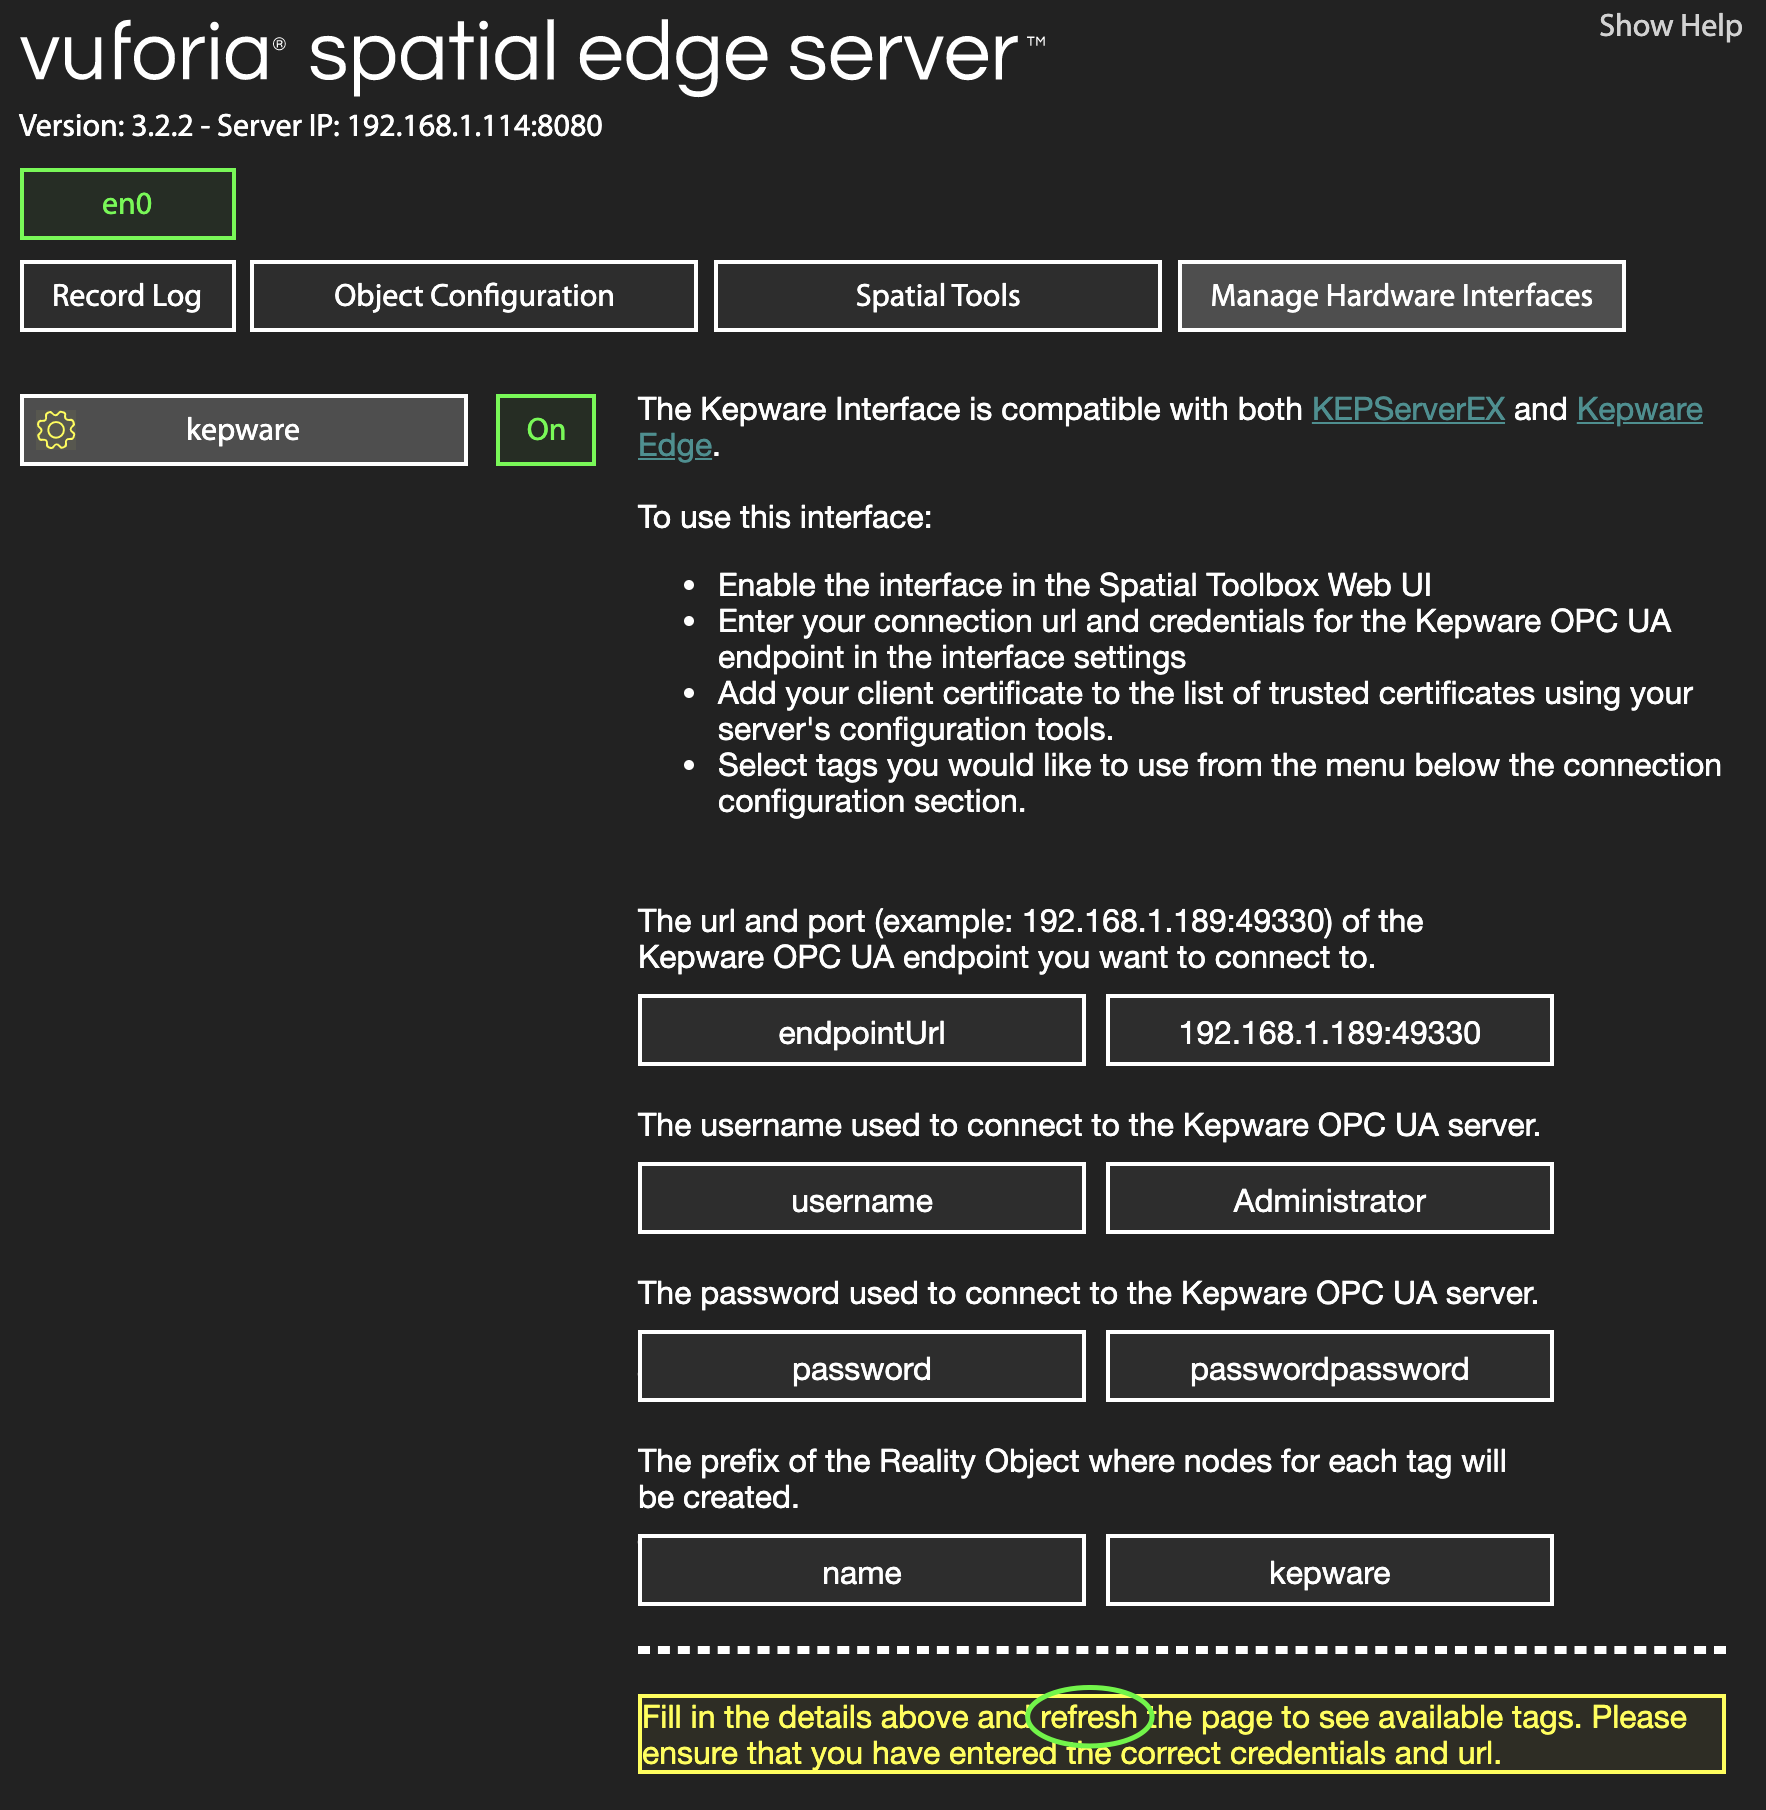 Show Help
vuforia® spatial edge server™
Version: 3.2.2 - Server IP: 192.168.1.114:8080
en0
Record Log
Object Configuration
Spatial Tools
Manage Hardware Interfaces
kepware
On
The Kepware Interface is compatible with both KEPServerEX and Kepware
Edge.
To use this interface:
• Enable the interface in the Spatial Toolbox Web UI
• Enter your connection url and credentials for the Kepware OPC UA
endpoint in the interface settings
• Add your client certificate to the list of trusted certificates using your
server's configuration tools.
• Select tags you would like to use from the menu below the connection
configuration section.
The url and port (example: 192.168.1.189:49330) of the
Kepware OPC UA endpoint you want to connect to.
endpointUrl
192.168.1.189:49330
The username used to connect to the Kepware OPC UA server.
username
Administrator
The password used to connect to the Kepware OPC UA server.
password
passwordpassword
The prefix of the Reality Object where nodes for each tag will
be created.
name
kepware
Fill in the details above and refresh the page to see available tags. Please
ensure that you have entered the correct credentials and url.